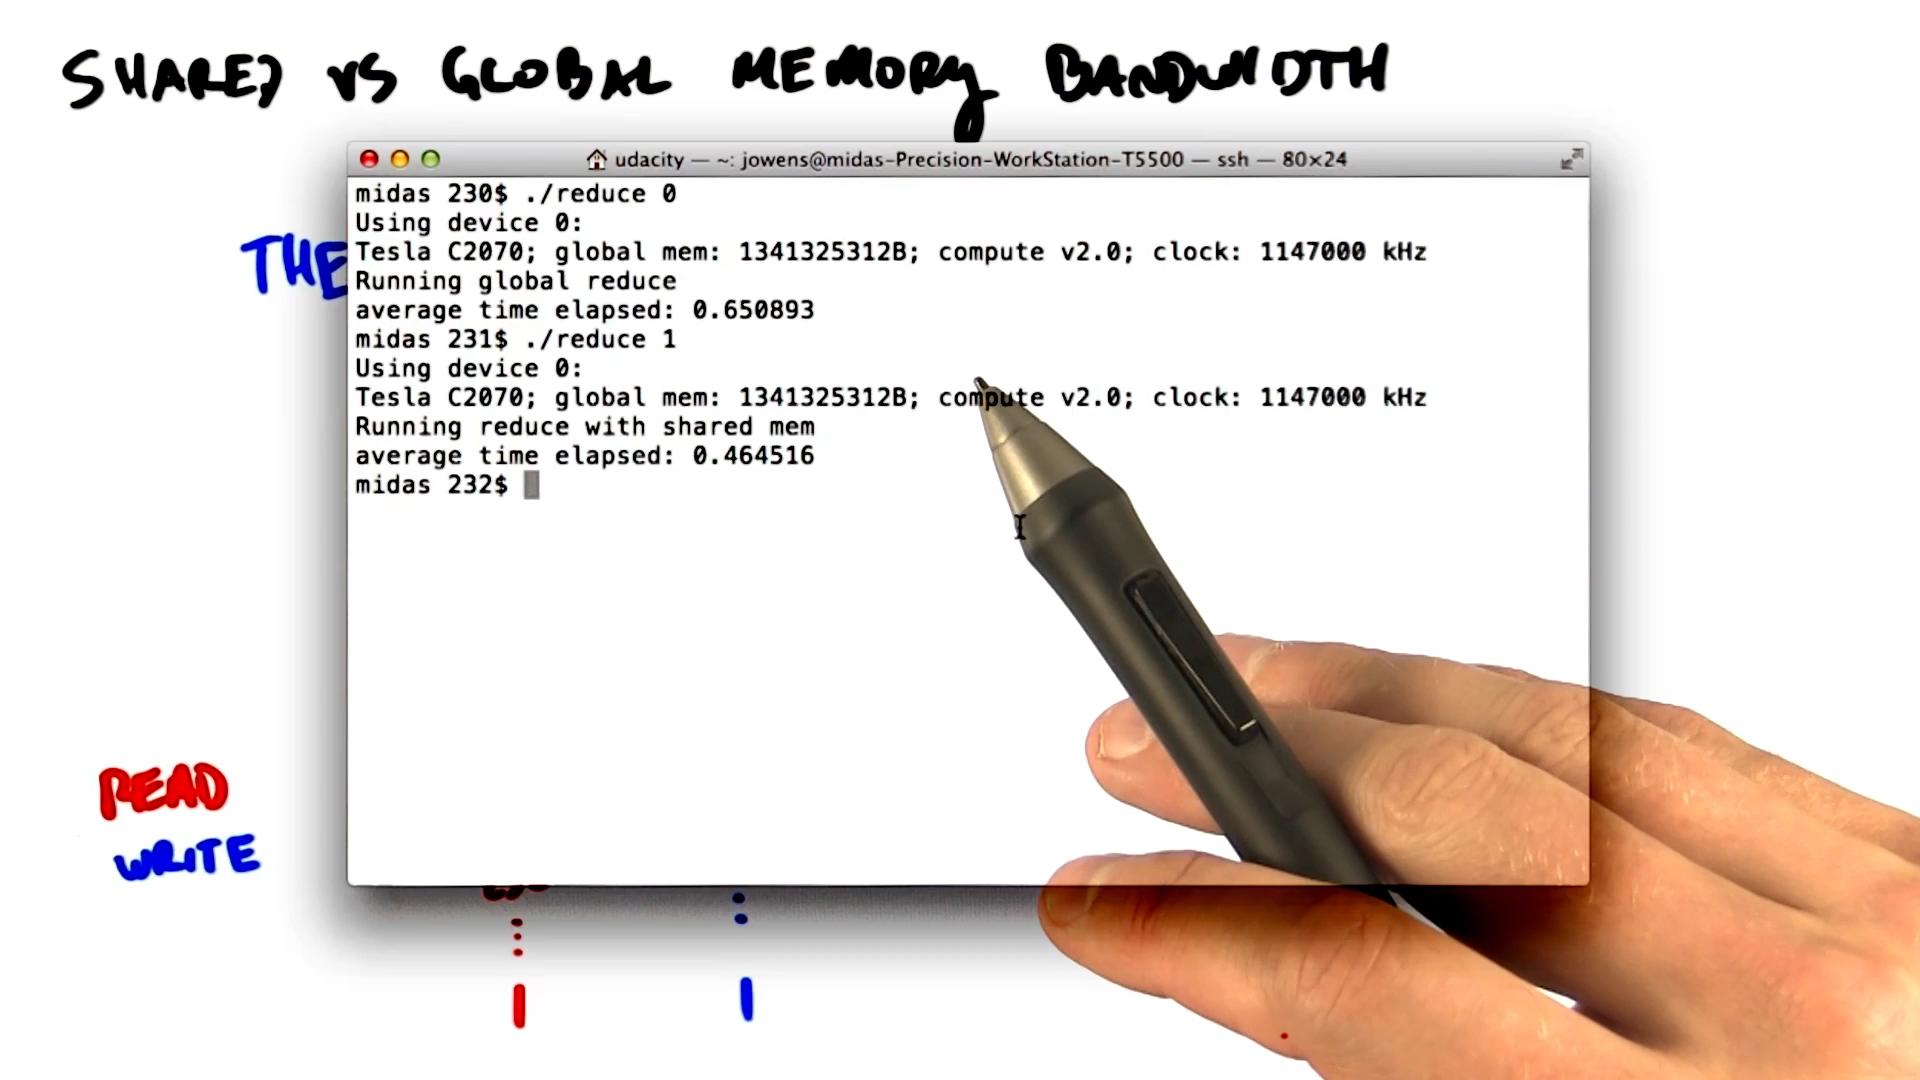 SHARED VS GLOBAL MEMORY BANDWIDTH
udacity — ~: jowens@midas-Precision-WorkStation-T5500 — ssh — 80×24
midas 230$ ./reduce 0
Using device 0:
Tesla C2070; global mem: 1341325312B; compute v2.0; clock: 1147000 kHz
Running global reduce
average time elapsed: 0.650893
midas 231$ ./reduce 1
Using device 0:
Tesla C2070; global mem: 1341325312B; compute v2.0; clock: 1147000 kHz
Running reduce with shared mem
average time elapsed: 0.464516
midas 232$
THE
READ
WRITE
1 1